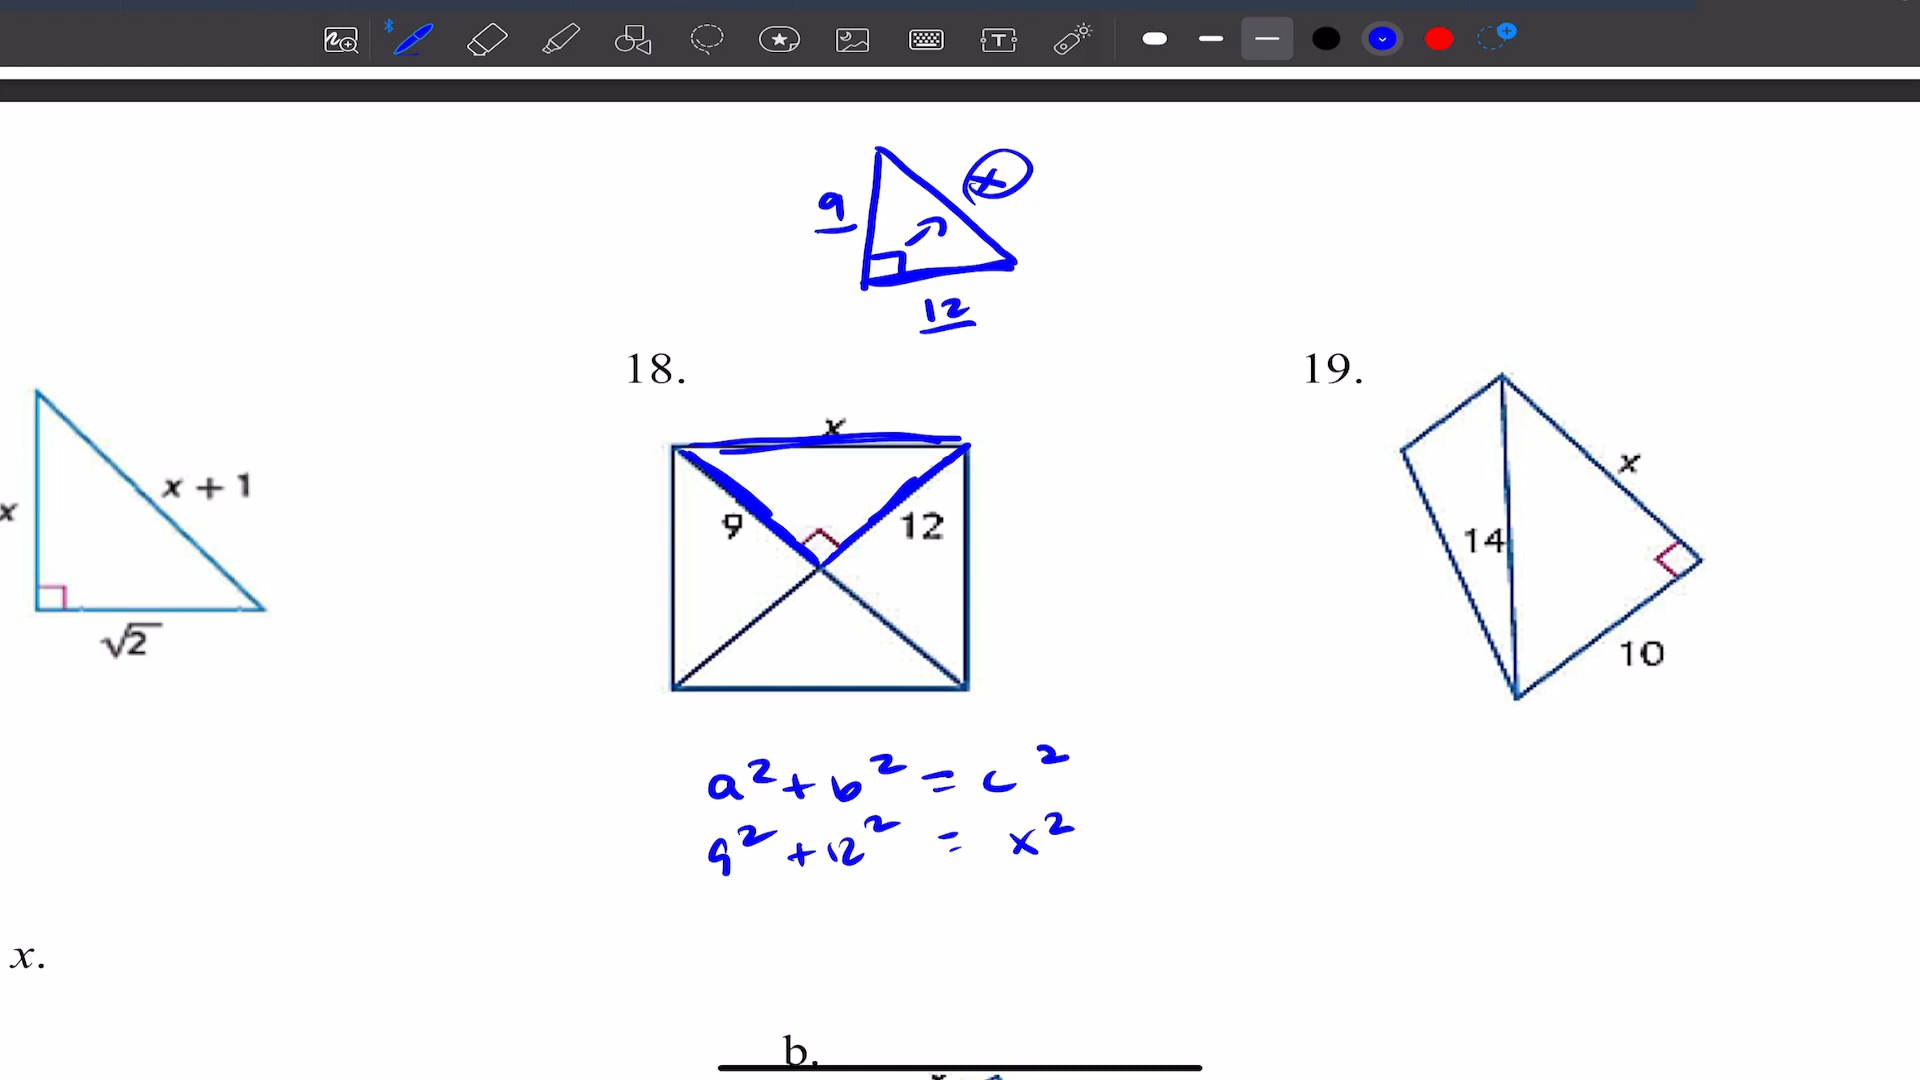 9
x
12
18.
19.
x
9
12
x
x + 1
√2
x
14
10
a² + b² = c²
9² + 12² = x²
x.
b.